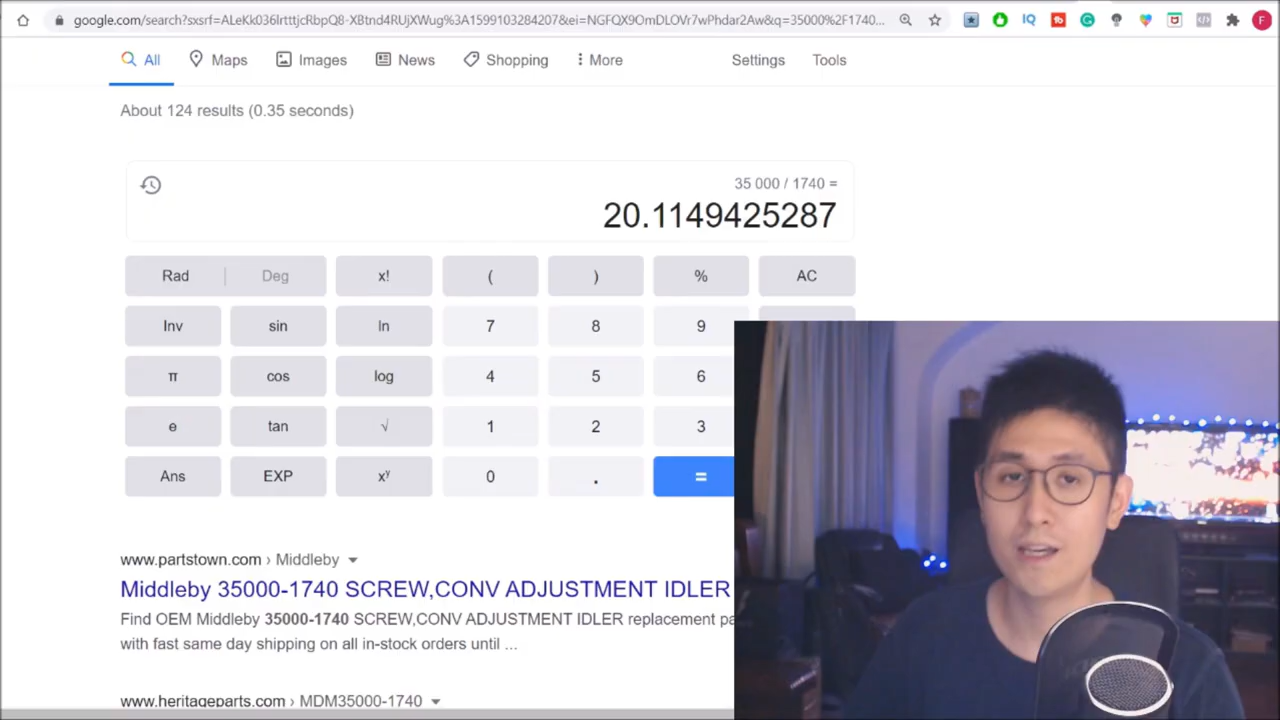 google.com/search?sxsrf=ALeKk036lrtttjcRbpQ8-XBtnd4RUjXWug%3A1599103284207&ei=NGFQX9OmDLOVr7wPhdar2Aw&q=35000%2F1740...
IQ
F
All
Maps
Images
News
Shopping
More
Settings
Tools
About 124 results (0.35 seconds)
35 000 / 1740 =
20.1149425287
Rad Deg x! ( ) % AC
Inv sin ln 7 8 9
π cos log 4 5 6
e tan √ 1 2 3
Ans EXP xʸ 0 . =
www.partstown.com › Middleby
Middleby 35000-1740 SCREW,CONV ADJUSTMENT IDLER
Find OEM Middleby 35000-1740 SCREW,CONV ADJUSTMENT IDLER replacement pa
with fast same day shipping on all in-stock orders until ...
www.heritageparts.com › MDM35000-1740